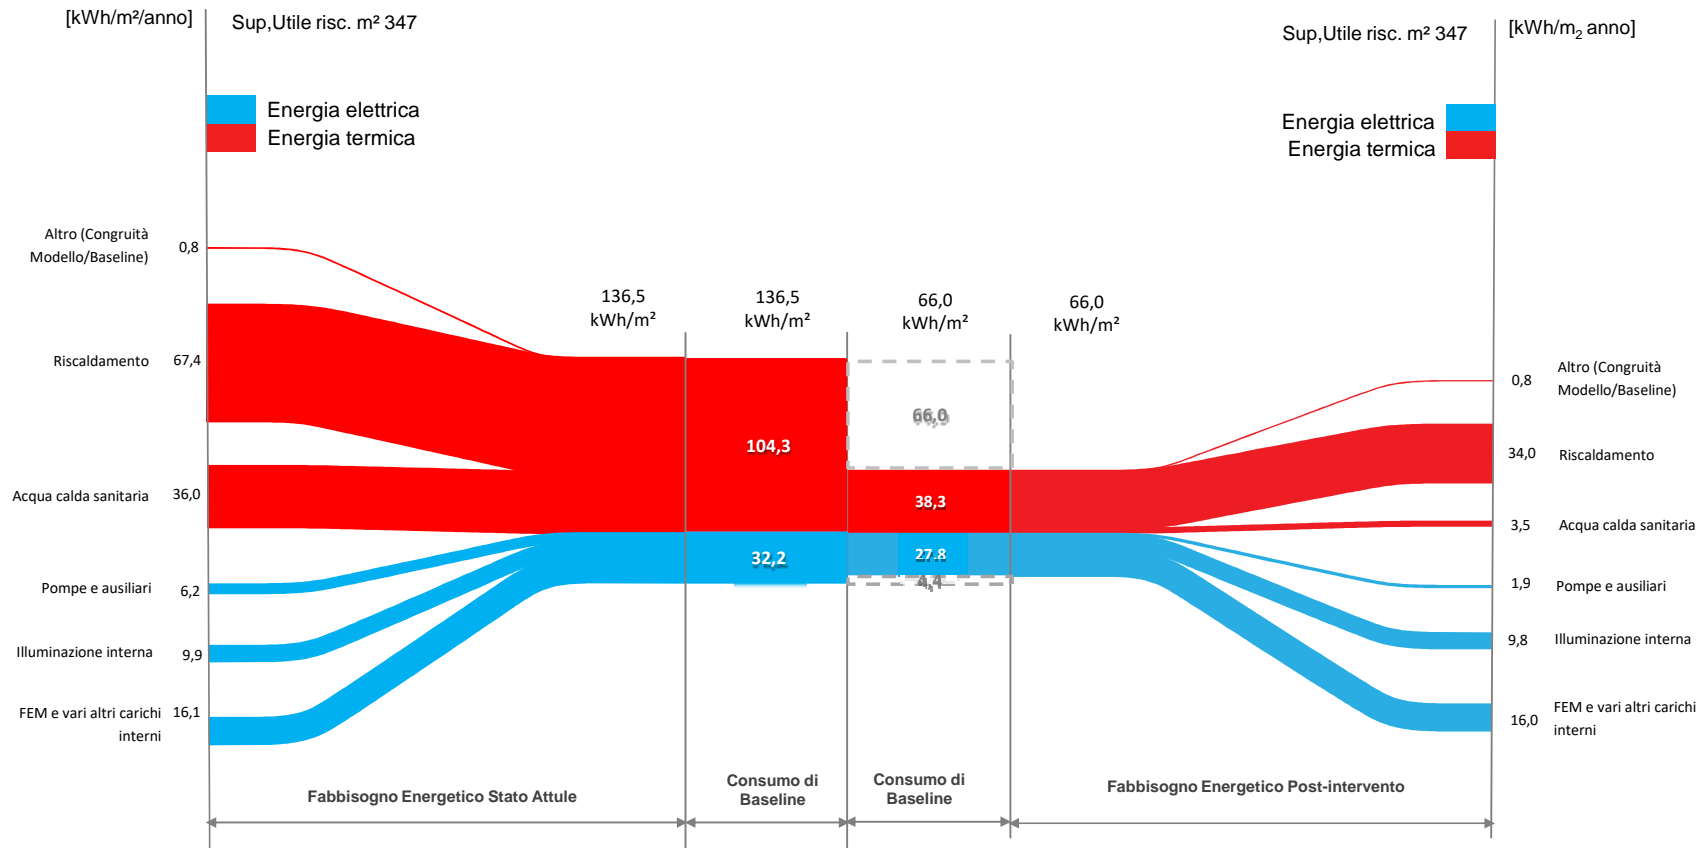 [kWh/m²/anno]
Sup,Utile risc. m² 347
Sup,Utile risc. m² 347
[kWh/m₂ anno]
Energia elettrica
Energia termica
Energia elettrica
Energia termica
Altro (Congruità
Modello/Baseline)
0,8
Riscaldamento
67,4
Acqua calda sanitaria
36,0
Pompe e ausiliari
6,2
Illuminazione interna
9,9
FEM e vari altri carichi
interni
16,1
136,5
kWh/m²
136,5
kWh/m²
66,0
kWh/m²
66,0
kWh/m²
104,3
32,2
66,0
38,3
27,8
4,4
0,8
Altro (Congruità
Modello/Baseline)
34,0
Riscaldamento
3,5
Acqua calda sanitaria
1,9
Pompe e ausiliari
9,8
Illuminazione interna
16,0
FEM e vari altri carichi
interni
Fabbisogno Energetico Stato Attule
Consumo di
Baseline
Consumo di
Baseline
Fabbisogno Energetico Post-intervento